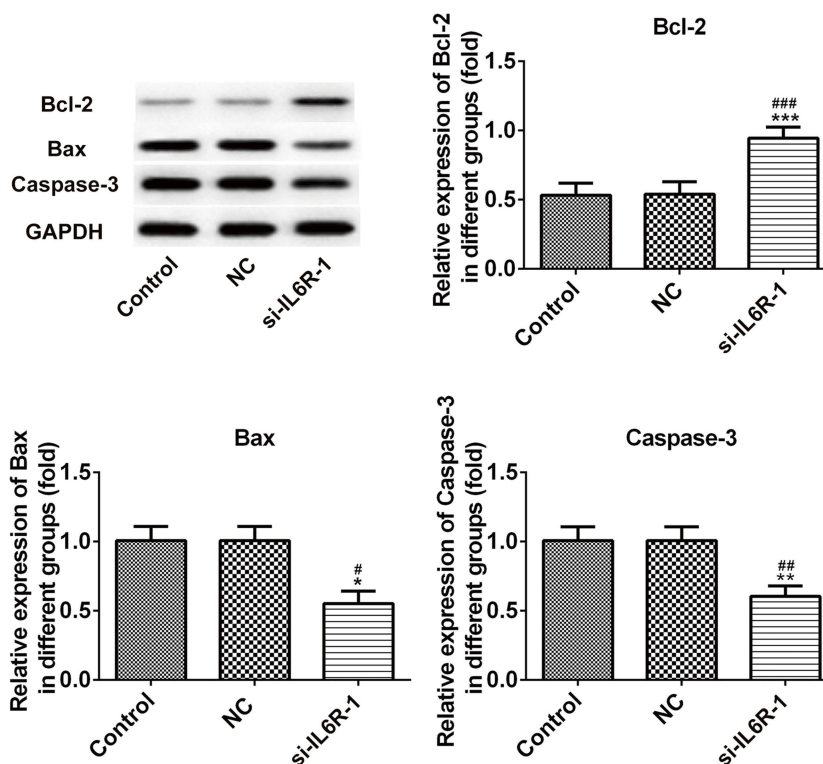 Bcl-2
Bax
Caspase-3
GAPDH
Control
NC
si-IL6R-1
Bcl-2
Relative expression of Bcl-2
in different groups (fold)
1.5
1.0
0.5
0.0
###
***
Control
NC
si-IL6R-1
Bax
Relative expression of Bax
in different groups (fold)
1.5
1.0
0.5
0.0
#
*
Control
NC
si-IL6R-1
Caspase-3
Relative expression of Caspase-3
in different groups (fold)
1.5
1.0
0.5
0.0
##
**
Control
NC
si-IL6R-1